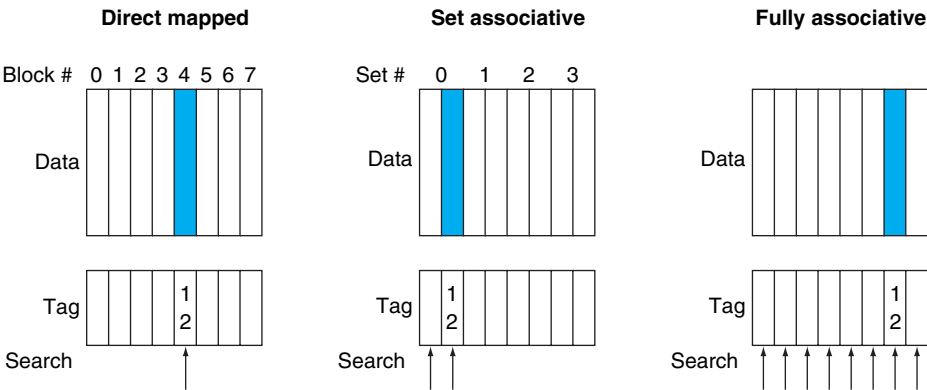 Direct mapped
Set associative
Fully associative
Block # 0 1 2 3 4 5 6 7
Set # 0 1 2 3
Data
Data
Data
Tag
1
2
Tag
1
2
Tag
1
2
Search
Search
Search